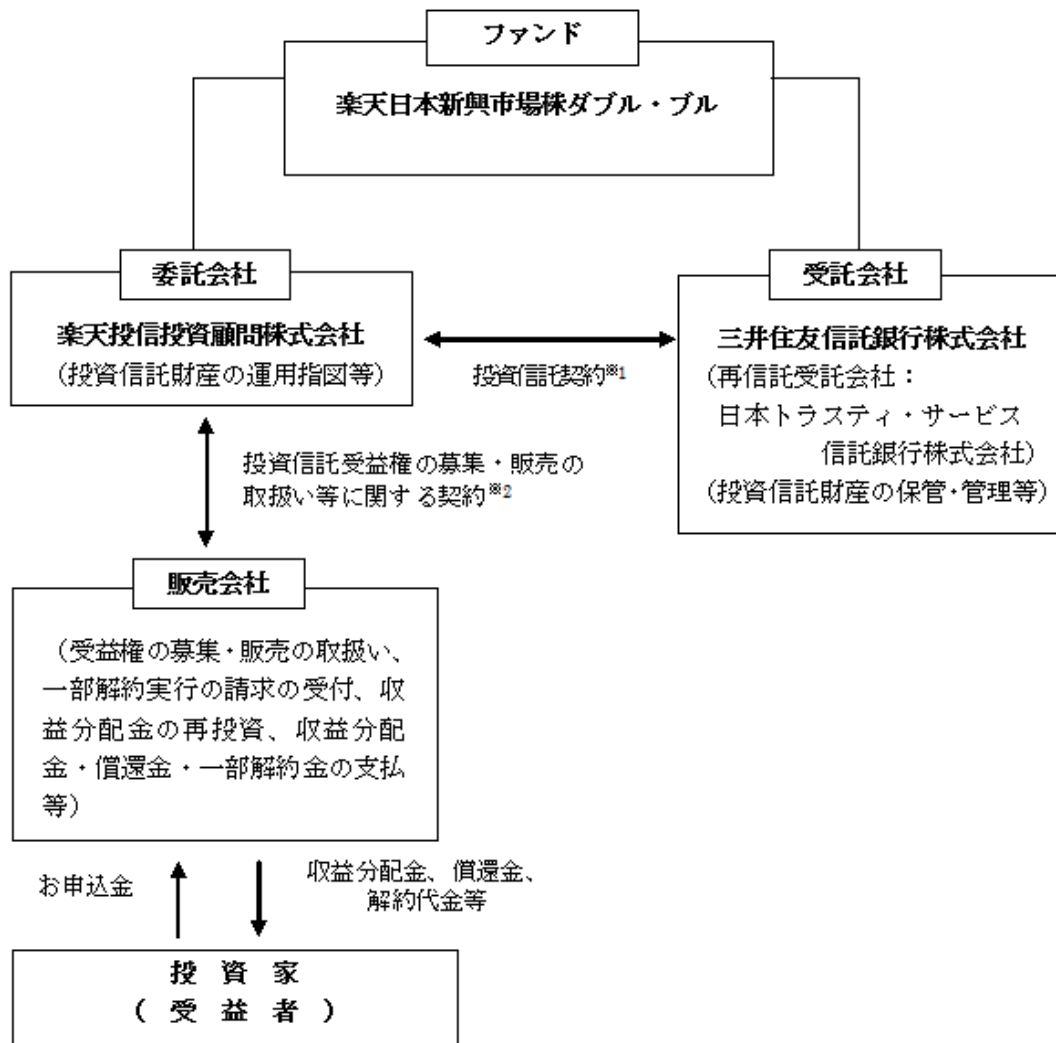 ファンド
楽天日本新興市場株ダブル・ブル
委託会社
楽天投信投資顧問株式会社
（投資信託財産の運用指図等）
投資信託契約※1
受託会社
三井住友信託銀行株式会社
（再信託受託会社：
日本トラスティ・サービス
信託銀行株式会社）
（投資信託財産の保管・管理等）
投資信託受益権の募集・販売の
取扱い等に関する契約※2
販売会社
（受益権の募集・販売の取扱い、
一部解約実行の請求の受付、収
益分配金の再投資、収益分配
金・償還金・一部解約金の支払
等）
お申込金
収益分配金、償還金、
解約代金等
投 資 家
（ 受 益 者 ）